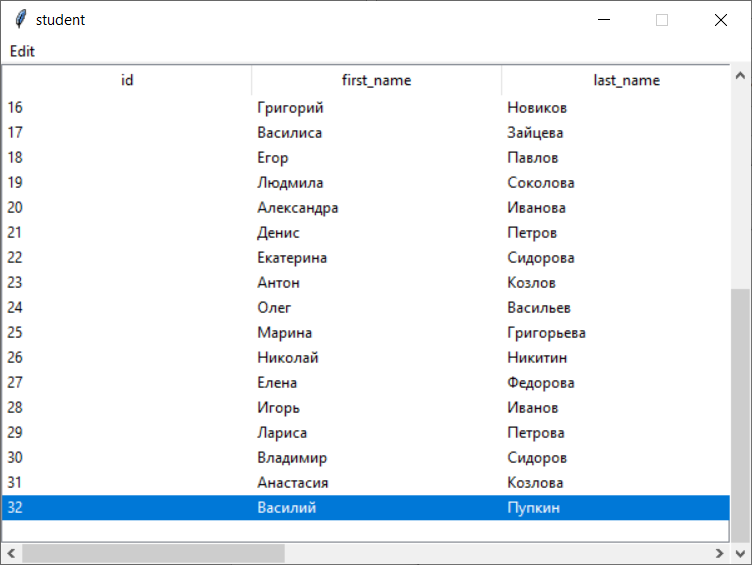 student
Edit
id first_name last_name
16 Григорий Новиков
17 Василиса Зайцева
18 Егор Павлов
19 Людмила Соколова
20 Александра Иванова
21 Денис Петров
22 Екатерина Сидорова
23 Антон Козлов
24 Олег Васильев
25 Марина Григорьева
26 Николай Никитин
27 Елена Федорова
28 Игорь Иванов
29 Лариса Петрова
30 Владимир Сидоров
31 Анастасия Козлова
32 Василий Пупкин